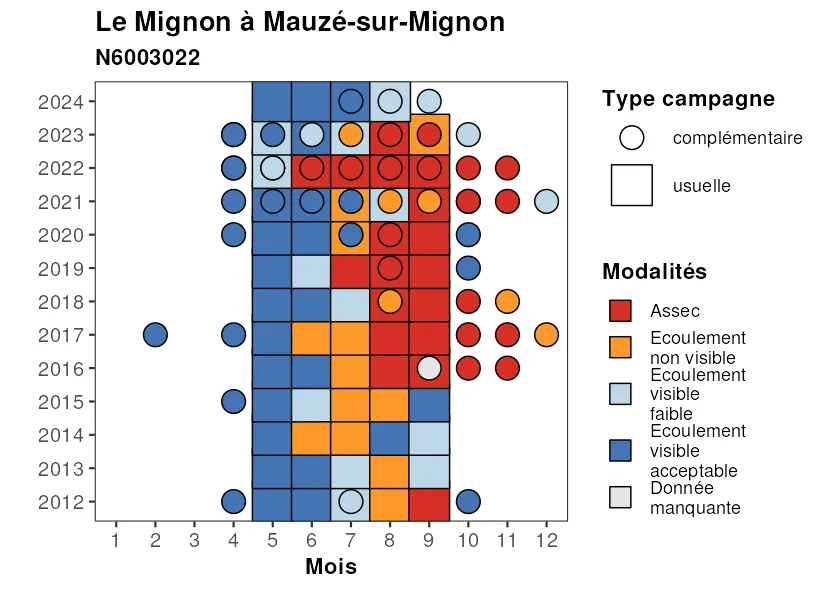 Le Mignon à Mauzé-sur-Mignon
N6003022
2024
2023
2022
2021
2020
2019
2018
2017
2016
2015
2014
2013
2012
1 2 3 4 5 6 7 8 9 10 11 12
Mois
Type campagne
complémentaire
usuelle
Modalités
Assec
Ecoulement
non visible
Ecoulement
visible
faible
Ecoulement
visible
acceptable
Donnée
manquante